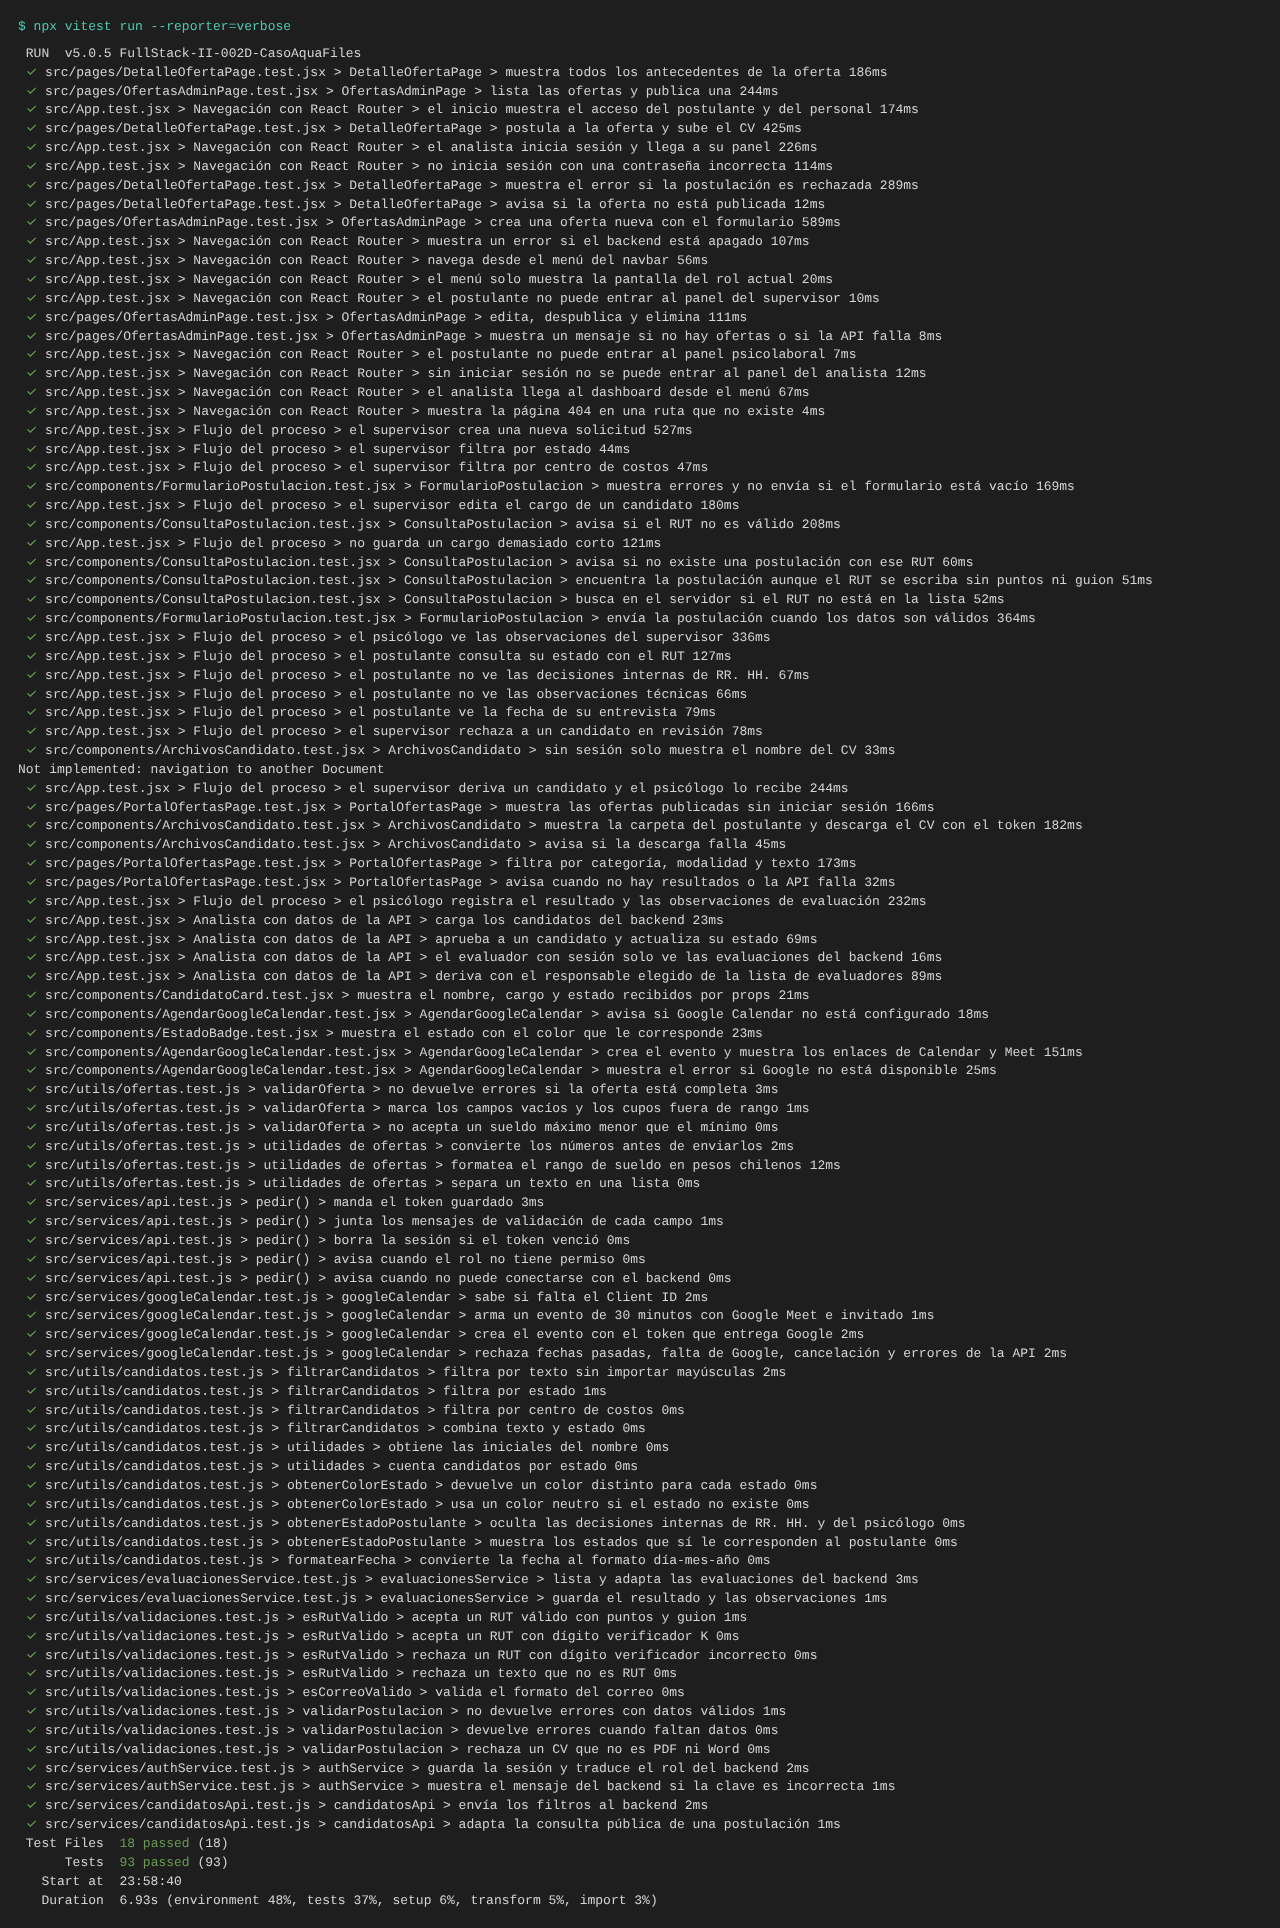 $ npx vitest run --reporter=verbose
RUN v5.0.5 FullStack-II-002D-CasoAquaFiles
✓ src/pages/DetalleOfertaPage.test.jsx > DetalleOfertaPage > muestra todos los antecedentes de la oferta 186ms
✓ src/pages/OfertasAdminPage.test.jsx > OfertasAdminPage > lista las ofertas y publica una 244ms
✓ src/App.test.jsx > Navegación con React Router > el inicio muestra el acceso del postulante y del personal 174ms
✓ src/pages/DetalleOfertaPage.test.jsx > DetalleOfertaPage > postula a la oferta y sube el CV 425ms
✓ src/App.test.jsx > Navegación con React Router > el analista inicia sesión y llega a su panel 226ms
✓ src/App.test.jsx > Navegación con React Router > no inicia sesión con una contraseña incorrecta 114ms
✓ src/pages/DetalleOfertaPage.test.jsx > DetalleOfertaPage > muestra el error si la postulación es rechazada 289ms
✓ src/pages/DetalleOfertaPage.test.jsx > DetalleOfertaPage > avisa si la oferta no está publicada 12ms
✓ src/pages/OfertasAdminPage.test.jsx > OfertasAdminPage > crea una oferta nueva con el formulario 589ms
✓ src/App.test.jsx > Navegación con React Router > muestra un error si el backend está apagado 107ms
✓ src/App.test.jsx > Navegación con React Router > navega desde el menú del navbar 56ms
✓ src/App.test.jsx > Navegación con React Router > el menú solo muestra la pantalla del rol actual 20ms
✓ src/App.test.jsx > Navegación con React Router > el postulante no puede entrar al panel del supervisor 10ms
✓ src/pages/OfertasAdminPage.test.jsx > OfertasAdminPage > edita, despublica y elimina 111ms
✓ src/pages/OfertasAdminPage.test.jsx > OfertasAdminPage > muestra un mensaje si no hay ofertas o si la API falla 8ms
✓ src/App.test.jsx > Navegación con React Router > el postulante no puede entrar al panel psicolaboral 7ms
✓ src/App.test.jsx > Navegación con React Router > sin iniciar sesión no se puede entrar al panel del analista 12ms
✓ src/App.test.jsx > Navegación con React Router > el analista llega al dashboard desde el menú 67ms
✓ src/App.test.jsx > Navegación con React Router > muestra la página 404 en una ruta que no existe 4ms
✓ src/App.test.jsx > Flujo del proceso > el supervisor crea una nueva solicitud 527ms
✓ src/App.test.jsx > Flujo del proceso > el supervisor filtra por estado 44ms
✓ src/App.test.jsx > Flujo del proceso > el supervisor filtra por centro de costos 47ms
✓ src/components/FormularioPostulacion.test.jsx > FormularioPostulacion > muestra errores y no envía si el formulario está vacío 169ms
✓ src/App.test.jsx > Flujo del proceso > el supervisor edita el cargo de un candidato 180ms
✓ src/components/ConsultaPostulacion.test.jsx > ConsultaPostulacion > avisa si el RUT no es válido 208ms
✓ src/App.test.jsx > Flujo del proceso > no guarda un cargo demasiado corto 121ms
✓ src/components/ConsultaPostulacion.test.jsx > ConsultaPostulacion > avisa si no existe una postulación con ese RUT 60ms
✓ src/components/ConsultaPostulacion.test.jsx > ConsultaPostulacion > encuentra la postulación aunque el RUT se escriba sin puntos ni guion 51ms
✓ src/components/ConsultaPostulacion.test.jsx > ConsultaPostulacion > busca en el servidor si el RUT no está en la lista 52ms
✓ src/components/FormularioPostulacion.test.jsx > FormularioPostulacion > envía la postulación cuando los datos son válidos 364ms
✓ src/App.test.jsx > Flujo del proceso > el psicólogo ve las observaciones del supervisor 336ms
✓ src/App.test.jsx > Flujo del proceso > el postulante consulta su estado con el RUT 127ms
✓ src/App.test.jsx > Flujo del proceso > el postulante no ve las decisiones internas de RR. HH. 67ms
✓ src/App.test.jsx > Flujo del proceso > el postulante no ve las observaciones técnicas 66ms
✓ src/App.test.jsx > Flujo del proceso > el postulante ve la fecha de su entrevista 79ms
✓ src/App.test.jsx > Flujo del proceso > el supervisor rechaza a un candidato en revisión 78ms
✓ src/components/ArchivosCandidato.test.jsx > ArchivosCandidato > sin sesión solo muestra el nombre del CV 33ms
Not implemented: navigation to another Document
✓ src/App.test.jsx > Flujo del proceso > el supervisor deriva un candidato y el psicólogo lo recibe 244ms
✓ src/pages/PortalOfertasPage.test.jsx > PortalOfertasPage > muestra las ofertas publicadas sin iniciar sesión 166ms
✓ src/components/ArchivosCandidato.test.jsx > ArchivosCandidato > muestra la carpeta del postulante y descarga el CV con el token 182ms
✓ src/components/ArchivosCandidato.test.jsx > ArchivosCandidato > avisa si la descarga falla 45ms
✓ src/pages/PortalOfertasPage.test.jsx > PortalOfertasPage > filtra por categoría, modalidad y texto 173ms
✓ src/pages/PortalOfertasPage.test.jsx > PortalOfertasPage > avisa cuando no hay resultados o la API falla 32ms
✓ src/App.test.jsx > Flujo del proceso > el psicólogo registra el resultado y las observaciones de evaluación 232ms
✓ src/App.test.jsx > Analista con datos de la API > carga los candidatos del backend 23ms
✓ src/App.test.jsx > Analista con datos de la API > aprueba a un candidato y actualiza su estado 69ms
✓ src/App.test.jsx > Analista con datos de la API > el evaluador con sesión solo ve las evaluaciones del backend 16ms
✓ src/App.test.jsx > Analista con datos de la API > deriva con el responsable elegido de la lista de evaluadores 89ms
✓ src/components/CandidatoCard.test.jsx > muestra el nombre, cargo y estado recibidos por props 21ms
✓ src/components/AgendarGoogleCalendar.test.jsx > AgendarGoogleCalendar > avisa si Google Calendar no está configurado 18ms
✓ src/components/EstadoBadge.test.jsx > muestra el estado con el color que le corresponde 23ms
✓ src/components/AgendarGoogleCalendar.test.jsx > AgendarGoogleCalendar > crea el evento y muestra los enlaces de Calendar y Meet 151ms
✓ src/components/AgendarGoogleCalendar.test.jsx > AgendarGoogleCalendar > muestra el error si Google no está disponible 25ms
✓ src/utils/ofertas.test.js > validarOferta > no devuelve errores si la oferta está completa 3ms
✓ src/utils/ofertas.test.js > validarOferta > marca los campos vacíos y los cupos fuera de rango 1ms
✓ src/utils/ofertas.test.js > validarOferta > no acepta un sueldo máximo menor que el mínimo 0ms
✓ src/utils/ofertas.test.js > utilidades de ofertas > convierte los números antes de enviarlos 2ms
✓ src/utils/ofertas.test.js > utilidades de ofertas > formatea el rango de sueldo en pesos chilenos 12ms
✓ src/utils/ofertas.test.js > utilidades de ofertas > separa un texto en una lista 0ms
✓ src/services/api.test.js > pedir() > manda el token guardado 3ms
✓ src/services/api.test.js > pedir() > junta los mensajes de validación de cada campo 1ms
✓ src/services/api.test.js > pedir() > borra la sesión si el token venció 0ms
✓ src/services/api.test.js > pedir() > avisa cuando el rol no tiene permiso 0ms
✓ src/services/api.test.js > pedir() > avisa cuando no puede conectarse con el backend 0ms
✓ src/services/googleCalendar.test.js > googleCalendar > sabe si falta el Client ID 2ms
✓ src/services/googleCalendar.test.js > googleCalendar > arma un evento de 30 minutos con Google Meet e invitado 1ms
✓ src/services/googleCalendar.test.js > googleCalendar > crea el evento con el token que entrega Google 2ms
✓ src/services/googleCalendar.test.js > googleCalendar > rechaza fechas pasadas, falta de Google, cancelación y errores de la API 2ms
✓ src/utils/candidatos.test.js > filtrarCandidatos > filtra por texto sin importar mayúsculas 2ms
✓ src/utils/candidatos.test.js > filtrarCandidatos > filtra por estado 1ms
✓ src/utils/candidatos.test.js > filtrarCandidatos > filtra por centro de costos 0ms
✓ src/utils/candidatos.test.js > filtrarCandidatos > combina texto y estado 0ms
✓ src/utils/candidatos.test.js > utilidades > obtiene las iniciales del nombre 0ms
✓ src/utils/candidatos.test.js > utilidades > cuenta candidatos por estado 0ms
✓ src/utils/candidatos.test.js > obtenerColorEstado > devuelve un color distinto para cada estado 0ms
✓ src/utils/candidatos.test.js > obtenerColorEstado > usa un color neutro si el estado no existe 0ms
✓ src/utils/candidatos.test.js > obtenerEstadoPostulante > oculta las decisiones internas de RR. HH. y del psicólogo 0ms
✓ src/utils/candidatos.test.js > obtenerEstadoPostulante > muestra los estados que sí le corresponden al postulante 0ms
✓ src/utils/candidatos.test.js > formatearFecha > convierte la fecha al formato día-mes-año 0ms
✓ src/services/evaluacionesService.test.js > evaluacionesService > lista y adapta las evaluaciones del backend 3ms
✓ src/services/evaluacionesService.test.js > evaluacionesService > guarda el resultado y las observaciones 1ms
✓ src/utils/validaciones.test.js > esRutValido > acepta un RUT válido con puntos y guion 1ms
✓ src/utils/validaciones.test.js > esRutValido > acepta un RUT con dígito verificador K 0ms
✓ src/utils/validaciones.test.js > esRutValido > rechaza un RUT con dígito verificador incorrecto 0ms
✓ src/utils/validaciones.test.js > esRutValido > rechaza un texto que no es RUT 0ms
✓ src/utils/validaciones.test.js > esCorreoValido > valida el formato del correo 0ms
✓ src/utils/validaciones.test.js > validarPostulacion > no devuelve errores con datos válidos 1ms
✓ src/utils/validaciones.test.js > validarPostulacion > devuelve errores cuando faltan datos 0ms
✓ src/utils/validaciones.test.js > validarPostulacion > rechaza un CV que no es PDF ni Word 0ms
✓ src/services/authService.test.js > authService > guarda la sesión y traduce el rol del backend 2ms
✓ src/services/authService.test.js > authService > muestra el mensaje del backend si la clave es incorrecta 1ms
✓ src/services/candidatosApi.test.js > candidatosApi > envía los filtros al backend 2ms
✓ src/services/candidatosApi.test.js > candidatosApi > adapta la consulta pública de una postulación 1ms
Test Files 18 passed (18)
Tests 93 passed (93)
Start at 23:58:40
Duration 6.93s (environment 48%, tests 37%, setup 6%, transform 5%, import 3%)